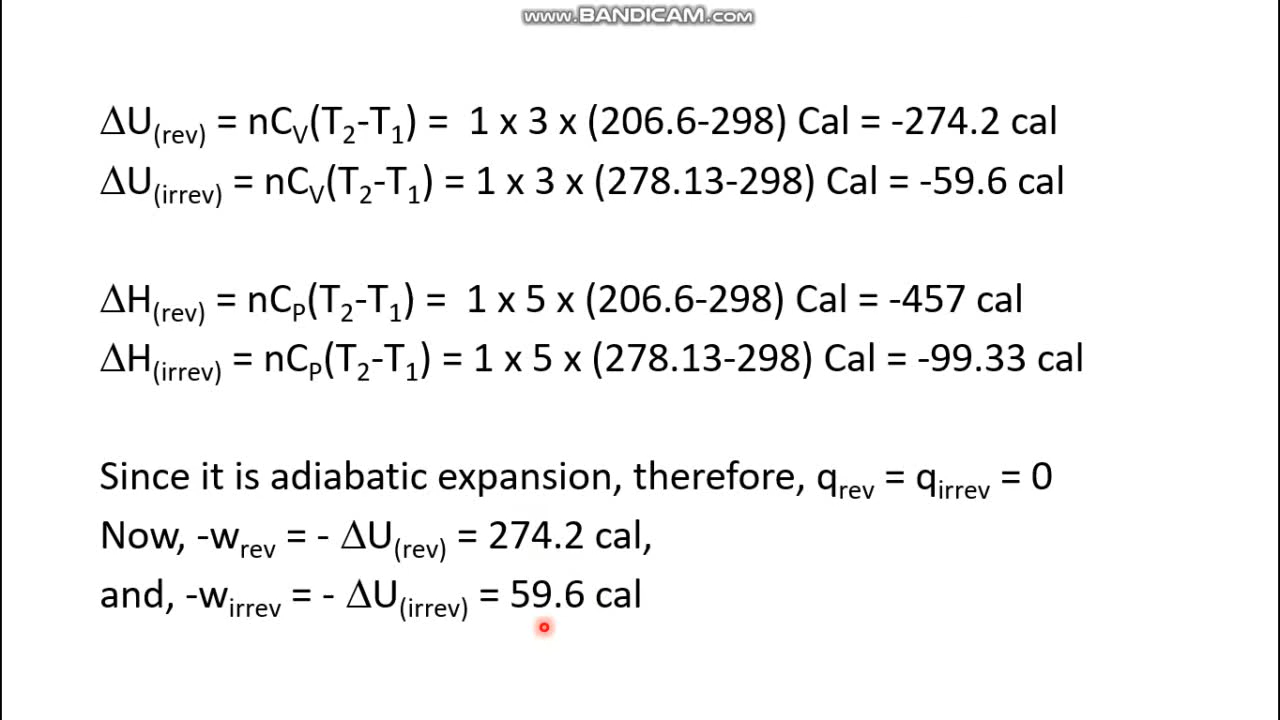 www.BANDICAM.com
ΔU(rev) = nCV(T2-T1) = 1 x 3 x (206.6-298) Cal = -274.2 cal
ΔU(irrev) = nCV(T2-T1) = 1 x 3 x (278.13-298) Cal = -59.6 cal
ΔH(rev) = nCP(T2-T1) = 1 x 5 x (206.6-298) Cal = -457 cal
ΔH(irrev) = nCP(T2-T1) = 1 x 5 x (278.13-298) Cal = -99.33 cal
Since it is adiabatic expansion, therefore, qrev = qirrev = 0
Now, -wrev = - ΔU(rev) = 274.2 cal,
and, -wirrev = - ΔU(irrev) = 59.6 cal